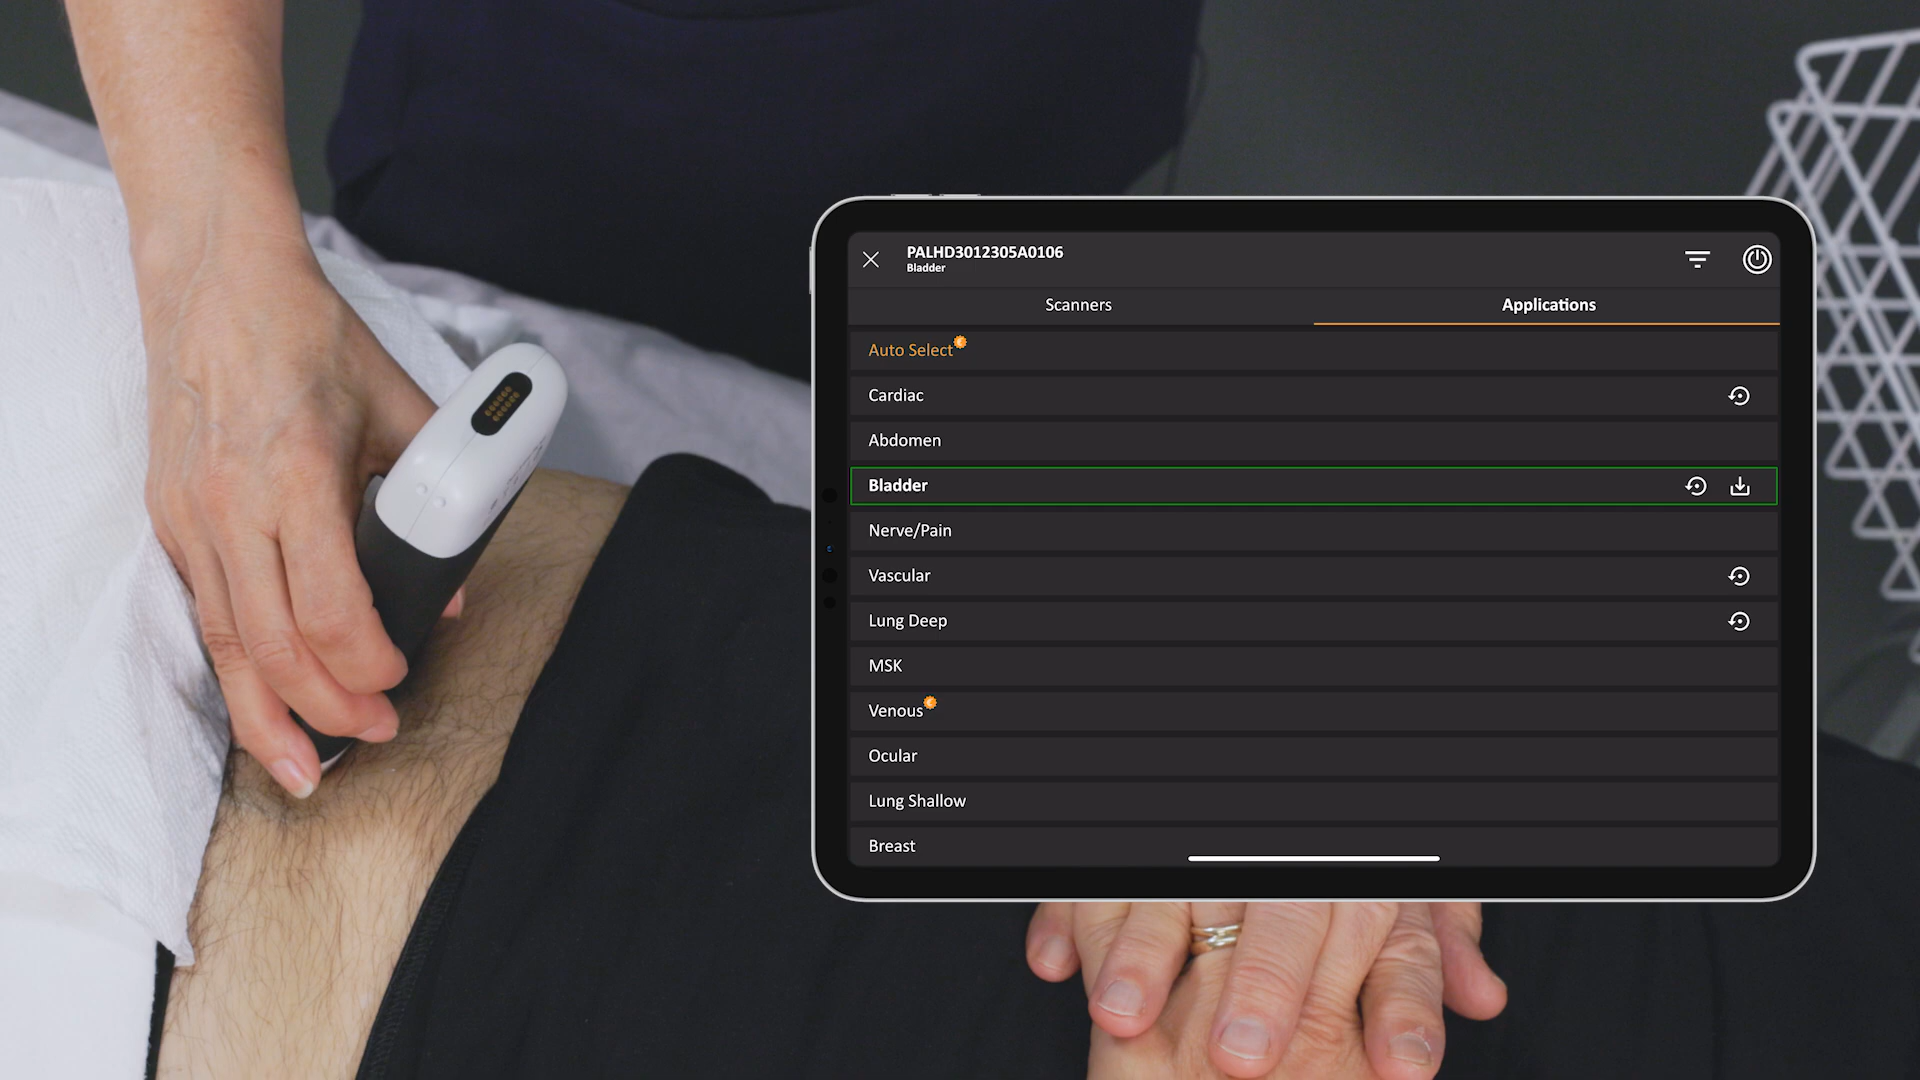 PALHD3012305A0106
Bladder
Scanners
Applications
Auto Select
Cardiac
Abdomen
Bladder
Nerve/Pain
Vascular
Lung Deep
MSK
Venous
Ocular
Lung Shallow
Breast